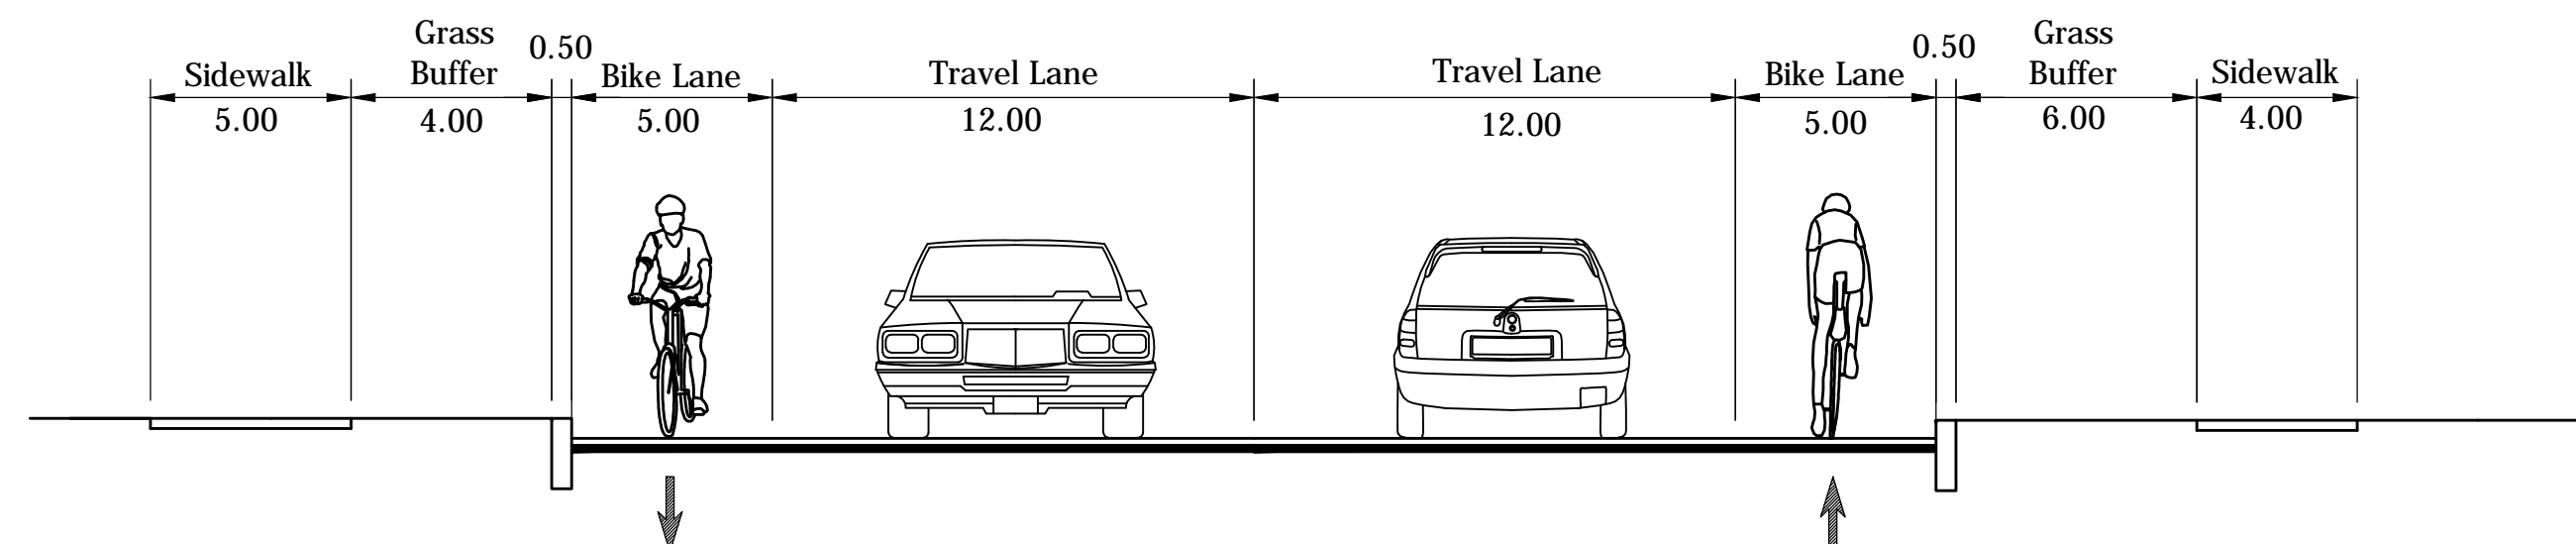 Sidewalk
5.00
Grass
Buffer
4.00
0.50
Bike Lane
5.00
Travel Lane
12.00
Travel Lane
12.00
Bike Lane
5.00
0.50
Grass
Buffer
6.00
Sidewalk
4.00